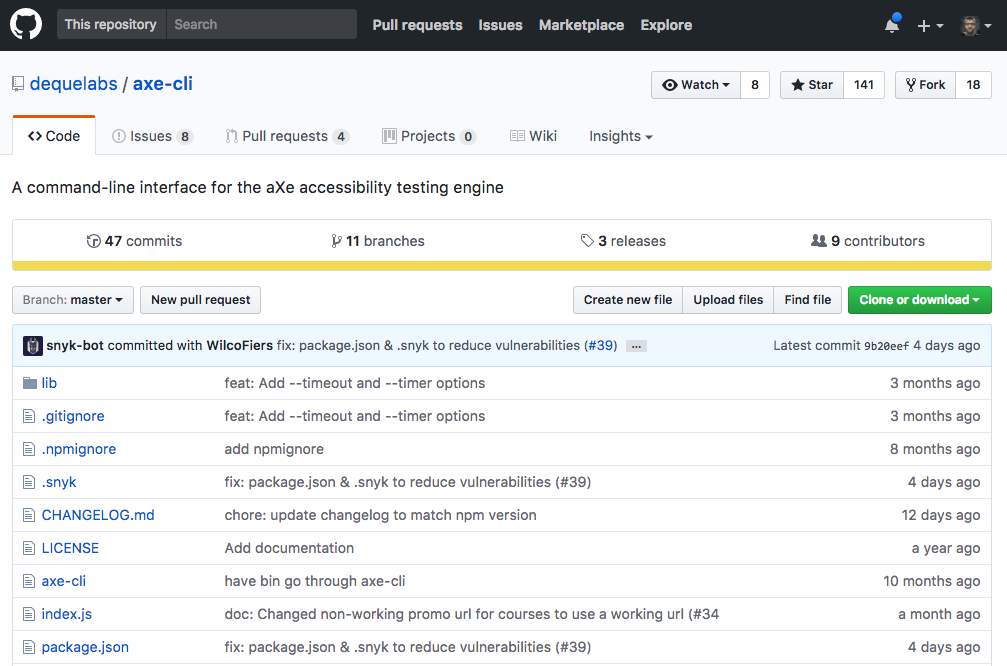 This repository Search Pull requests Issues Marketplace Explore
dequelabs / axe-cli Watch 8 Star 141 Fork 18
<> Code Issues 8 Pull requests 4 Projects 0 Wiki Insights
A command-line interface for the aXe accessibility testing engine
47 commits 11 branches 3 releases 9 contributors
Branch: master New pull request Create new file Upload files Find file Clone or download
snyk-bot committed with WilcoFiers fix: package.json & .snyk to reduce vulnerabilities (#39) … Latest commit 9b20eef 4 days ago
lib feat: Add --timeout and --timer options 3 months ago
.gitignore feat: Add --timeout and --timer options 3 months ago
.npmignore add npmignore 8 months ago
.snyk fix: package.json & .snyk to reduce vulnerabilities (#39) 4 days ago
CHANGELOG.md chore: update changelog to match npm version 12 days ago
LICENSE Add documentation a year ago
axe-cli have bin go through axe-cli 10 months ago
index.js doc: Changed non-working promo url for courses to use a working url (#34 a month ago
package.json fix: package.json & .snyk to reduce vulnerabilities (#39) 4 days ago